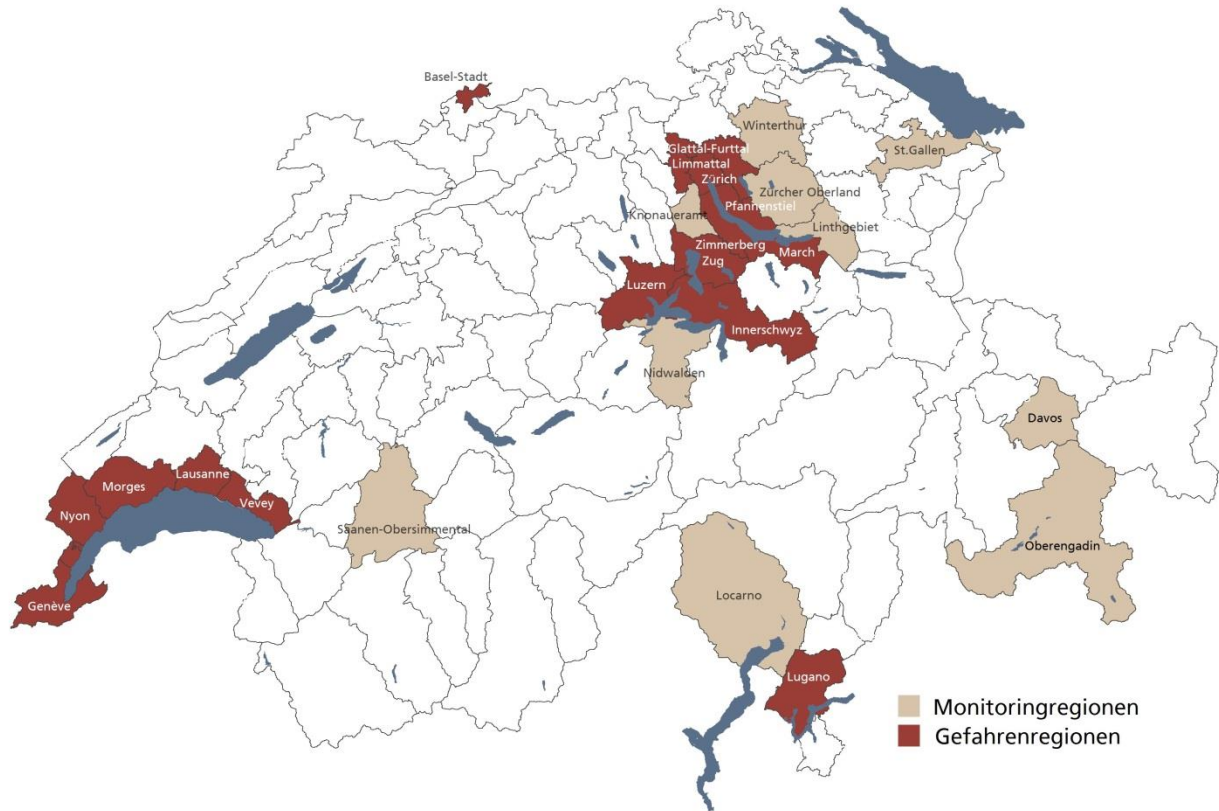 Basel-Stadt
Winterthur
St.Gallen
Glattal-Furttal
Limmattal
Zürich
Zürcher Oberland
Pfannenstiel
Knonaueramt
Linthgebiet
Zimmerberg
March
Zug
Luzern
Innerschwyz
Nidwalden
Davos
Lausanne
Morges
Vevey
Nyon
Saanen-Obersimmental
Oberengadin
Locarno
Genève
Lugano
Monitoringregionen
Gefahrenregionen